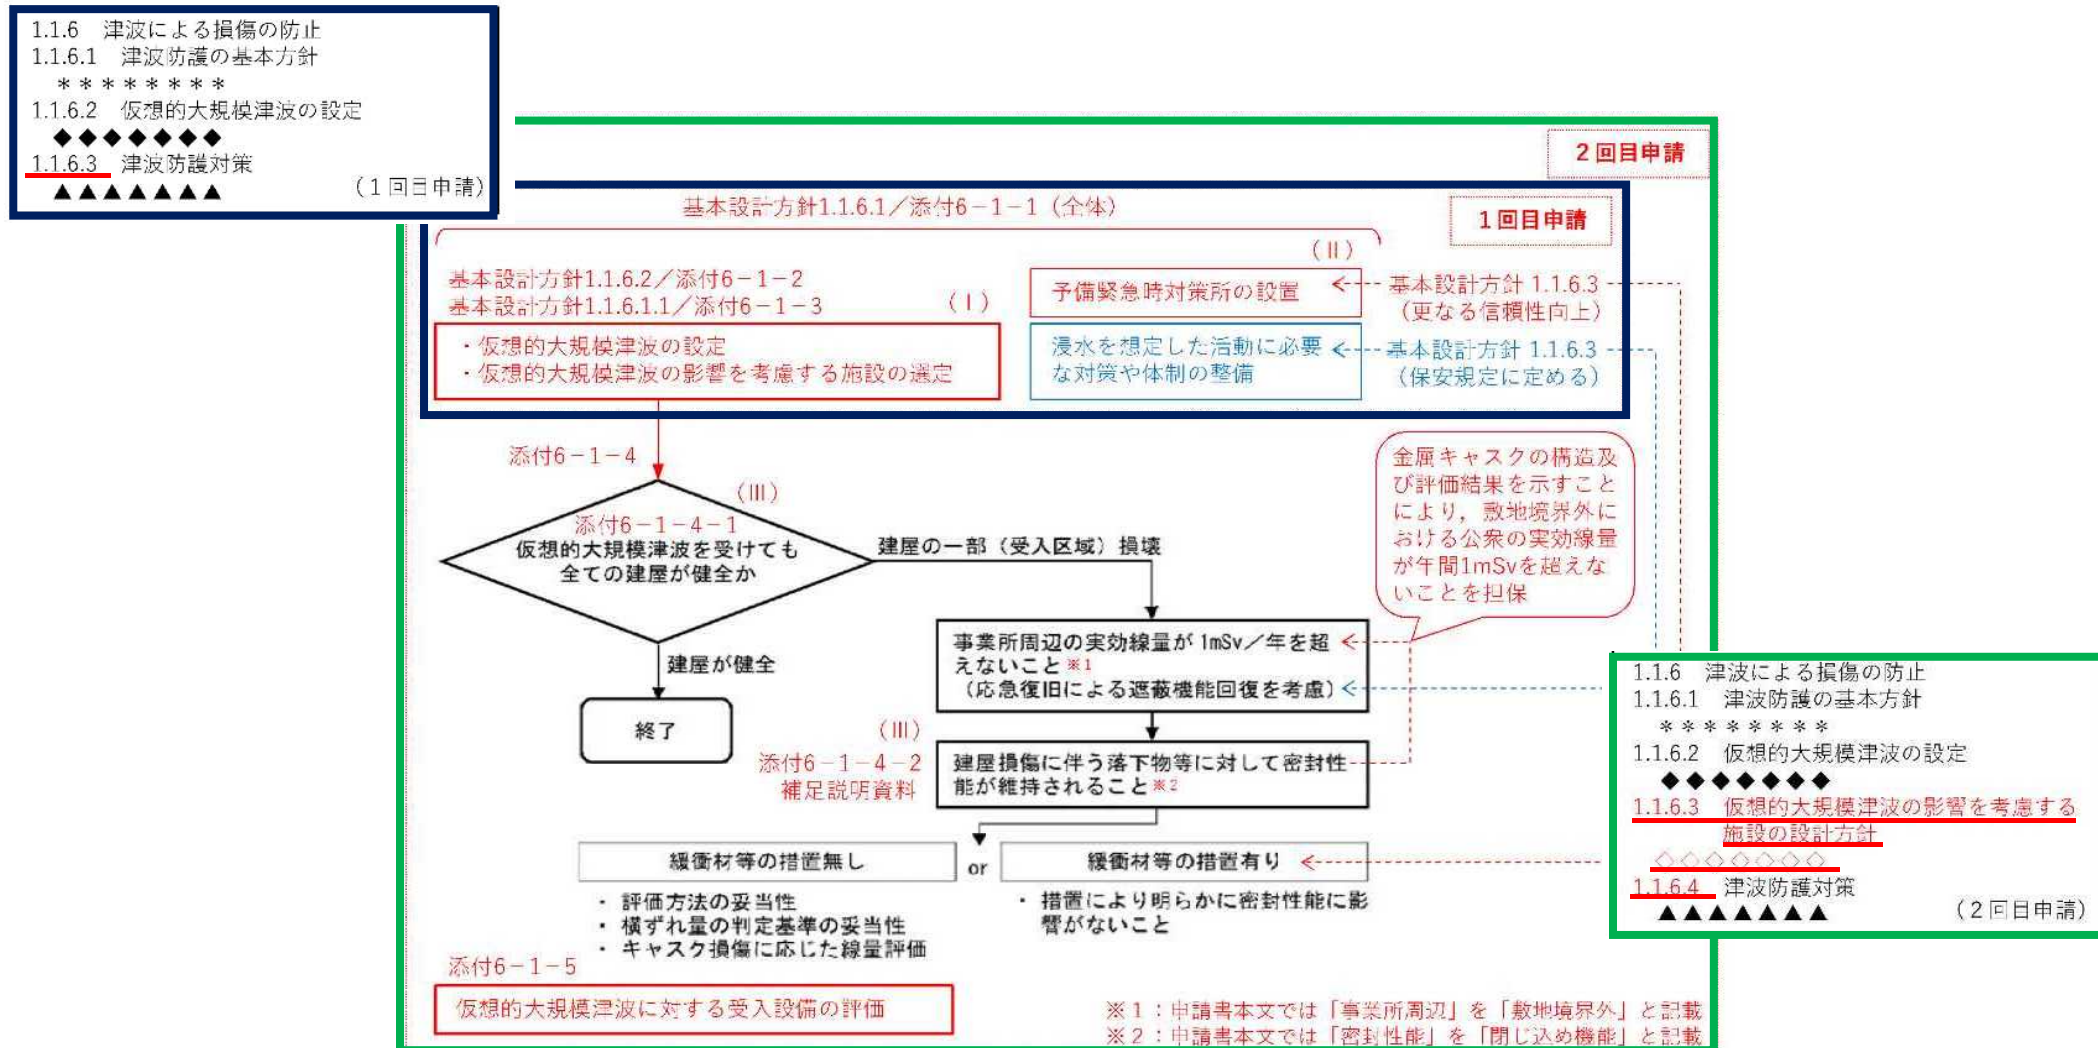 1.1.6 津波による損傷の防止
1.1.6.1 津波防護の基本方針
＊＊＊＊＊＊＊＊
1.1.6.2 仮想的大規模津波の設定
◆◆◆◆◆◆◆
1.1.6.3 津波防護対策
▲▲▲▲▲▲▲
（1回目申請）
2回目申請
1回目申請
基本設計方針1.1.6.1／添付6－1－1（全体）
（Ⅱ）
基本設計方針1.1.6.2／添付6－1－2
基本設計方針1.1.6.1.1／添付6－1－3
（Ⅰ）
・仮想的大規模津波の設定
・仮想的大規模津波の影響を考慮する施設の選定
予備緊急時対策所の設置
基本設計方針 1.1.6.3
（更なる信頼性向上）
浸水を想定した活動に必要
な対策や体制の整備
基本設計方針 1.1.6.3
（保安規定に定める）
添付6－1－4
（Ⅲ）
添付6－1－4－1
仮想的大規模津波を受けても
全ての建屋が健全か
建屋の一部（受入区域）損壊
金属キャスクの構造及
び評価結果を示すこと
により，敷地境界外に
おける公衆の実効線量
が年間1mSvを超えな
いことを担保
建屋が健全
終了
事業所周辺の実効線量が 1mSv／年を超
えないこと※1
（応急復旧による遮蔽機能回復を考慮）
（Ⅲ）
添付6－1－4－2
補足説明資料
建屋損傷に伴う落下物等に対して密封性
能が維持されること※2
緩衝材等の措置無し
or
緩衝材等の措置有り
・ 評価方法の妥当性
・ 横ずれ量の判定基準の妥当性
・ キャスク損傷に応じた線量評価
・ 措置により明らかに密封性能に影
響がないこと
添付6－1－5
仮想的大規模津波に対する受入設備の評価
※1：申請書本文では「事業所周辺」を「敷地境界外」と記載
※2：申請書本文では「密封性能」を「閉じ込め機能」と記載
1.1.6 津波による損傷の防止
1.1.6.1 津波防護の基本方針
＊＊＊＊＊＊＊＊
1.1.6.2 仮想的大規模津波の設定
◆◆◆◆◆◆◆
1.1.6.3 仮想的大規模津波の影響を考慮する
施設の設計方針
◇◇◇◇◇◇◇
1.1.6.4 津波防護対策
▲▲▲▲▲▲▲
（2回目申請）